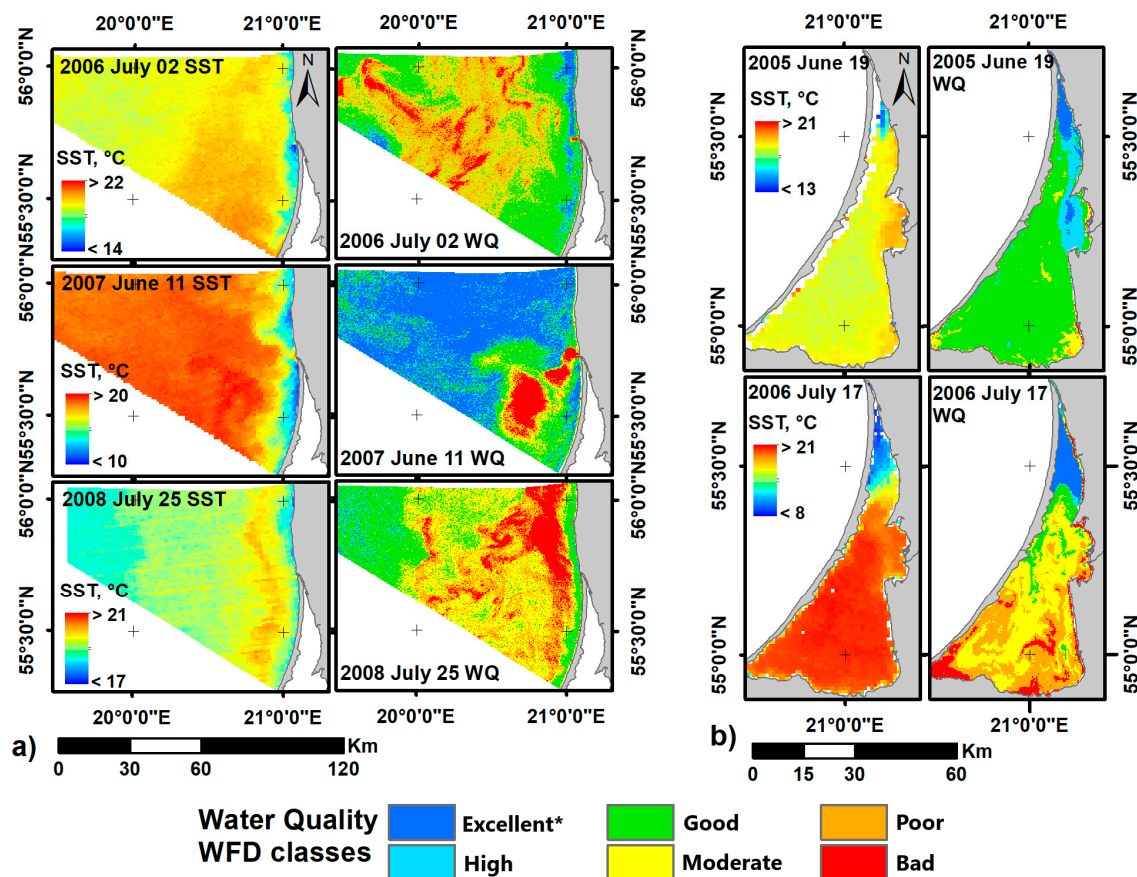 20°0'0"E 21°0'0"E 20°0'0"E 21°0'0"E
21°0'0"E 21°0'0"E
2006 July 02 SST
N
SST, °C
> 22
< 14
2006 July 02 WQ
56°0'0"N
55°30'0"N
56°0'0"N
55°30'0"N
2007 June 11 SST
SST, °C
> 20
< 10
2007 June 11 WQ
56°0'0"N
55°30'0"N
56°0'0"N
55°30'0"N
2008 July 25 SST
SST, °C
> 21
< 17
2008 July 25 WQ
56°0'0"N
55°30'0"N
56°0'0"N
55°30'0"N
20°0'0"E 21°0'0"E 20°0'0"E 21°0'0"E
a)
Km
0 30 60 120
2005 June 19
SST, °C
> 21
< 13
N
2005 June 19
WQ
55°30'0"N
55°0'0"N
55°30'0"N
55°0'0"N
2006 July 17
SST, °C
> 21
< 8
2006 July 17
WQ
55°30'0"N
55°0'0"N
55°30'0"N
55°0'0"N
21°0'0"E 21°0'0"E
b)
Km
0 15 30 60
Water Quality
WFD classes
Excellent* Good Poor
High Moderate Bad